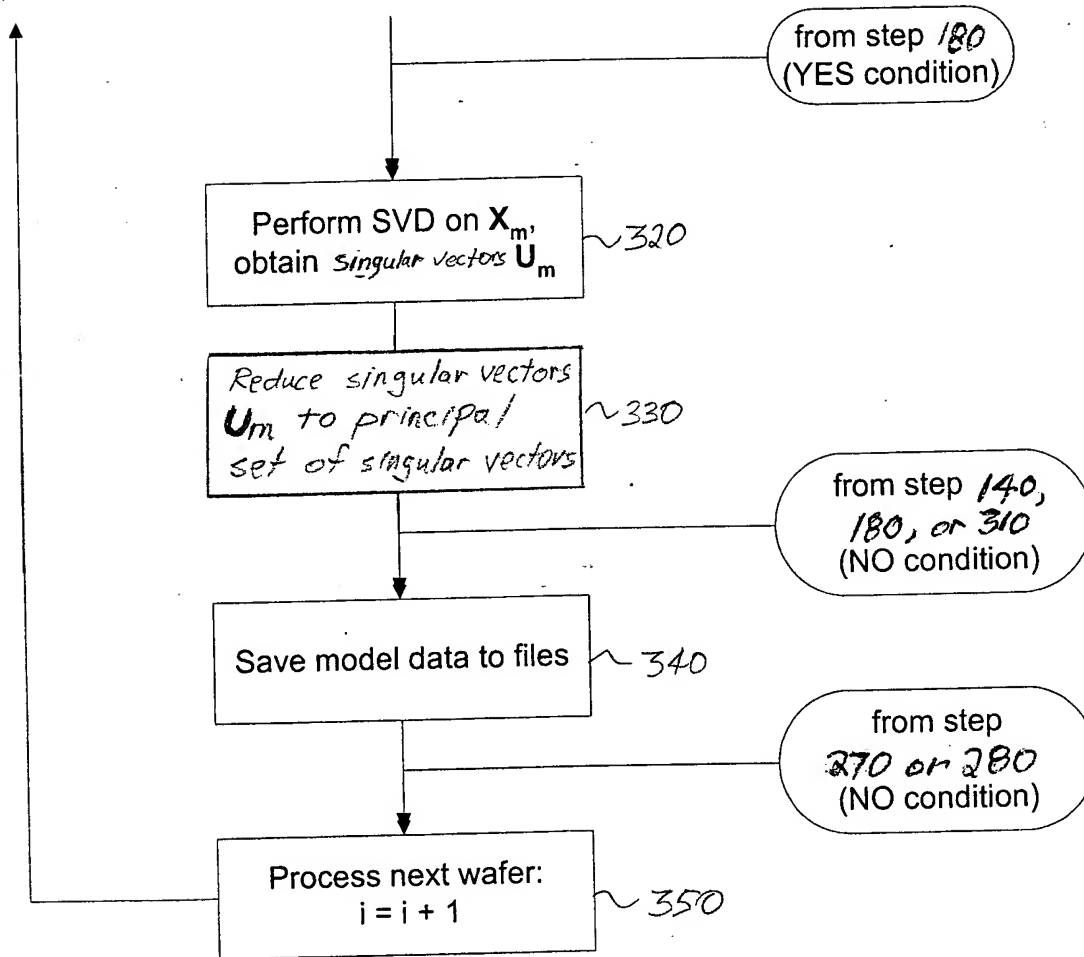 from step 180
(YES condition)
Perform SVD on Xm,
obtain singular vectors Um
320
Reduce singular vectors
Um to principal
set of singular vectors
330
from step 140,
180, or 310
(NO condition)
Save model data to files
340
from step
270 or 280
(NO condition)
Process next wafer:
i = i + 1
350